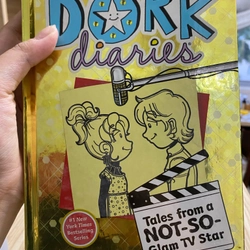 DORK
diaries
#1 New
York Times
Bestselling
Series
Tales from a
NOT-SO-
Glam TV Star